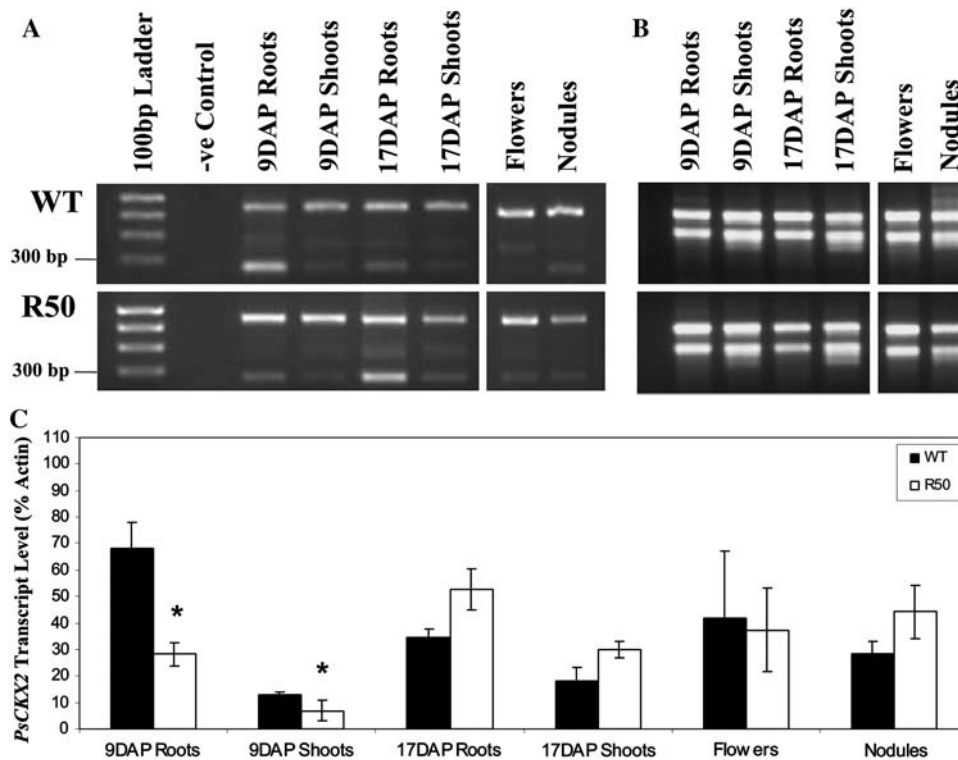 A
100bp Ladder
-ve Control
9DAP Roots
9DAP Shoots
17DAP Roots
17DAP Shoots
Flowers
Nodules
B
9DAP Roots
9DAP Shoots
17DAP Roots
17DAP Shoots
Flowers
Nodules
WT
300 bp
R50
300 bp
C
PsCKX2 Transcript Level (% Actin)
110
100
90
80
70
60
50
40
30
20
10
0
*
*
WT
R50
9DAP Roots
9DAP Shoots
17DAP Roots
17DAP Shoots
Flowers
Nodules